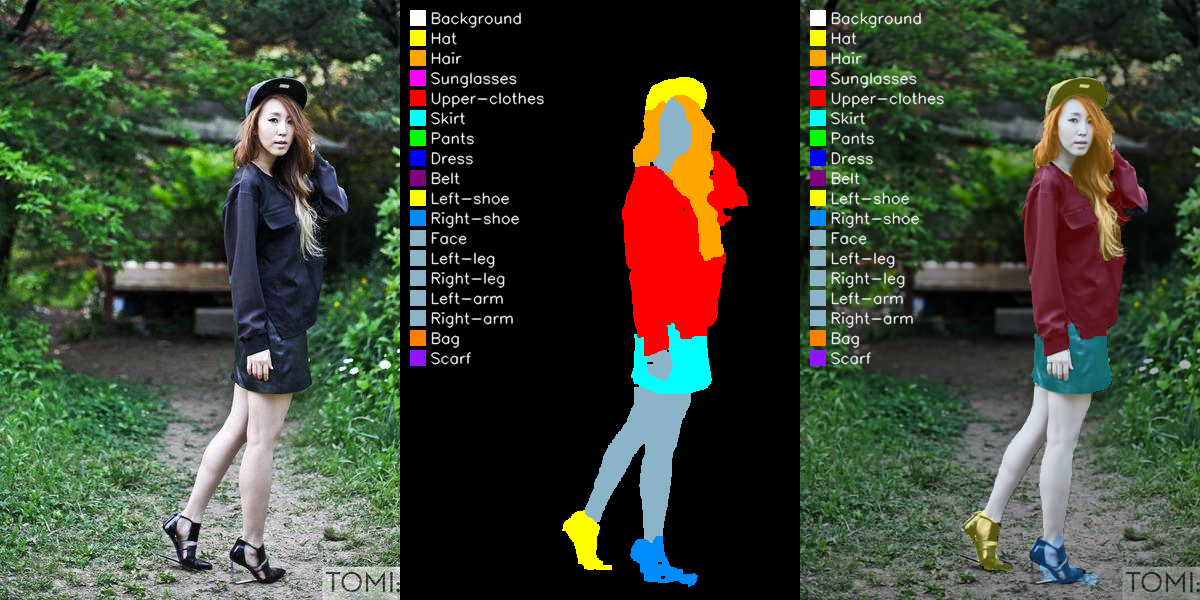 Background
Hat
Hair
Sunglasses
Upper-clothes
Skirt
Pants
Dress
Belt
Left-shoe
Right-shoe
Face
Left-leg
Right-leg
Left-arm
Right-arm
Bag
Scarf
Background
Hat
Hair
Sunglasses
Upper-clothes
Skirt
Pants
Dress
Belt
Left-shoe
Right-shoe
Face
Left-leg
Right-leg
Left-arm
Right-arm
Bag
Scarf
TOMI:
TOMI: